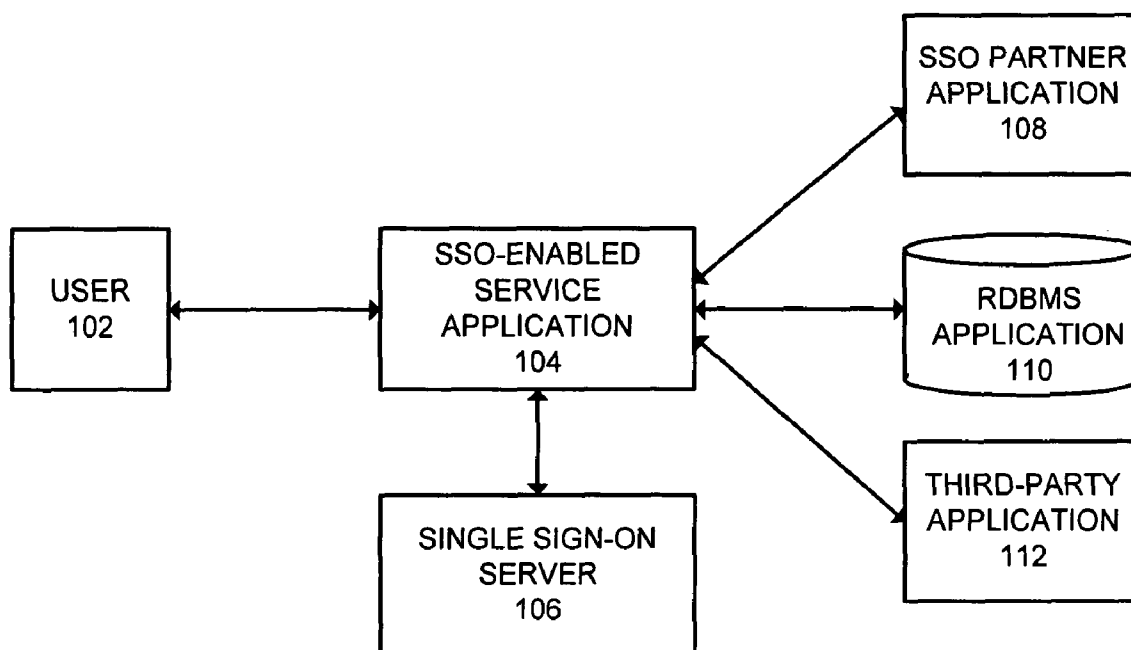 SSO PARTNER
APPLICATION
108
USER
102
SSO-ENABLED
SERVICE
APPLICATION
104
RDBMS
APPLICATION
110
SINGLE SIGN-ON
SERVER
106
THIRD-PARTY
APPLICATION
112